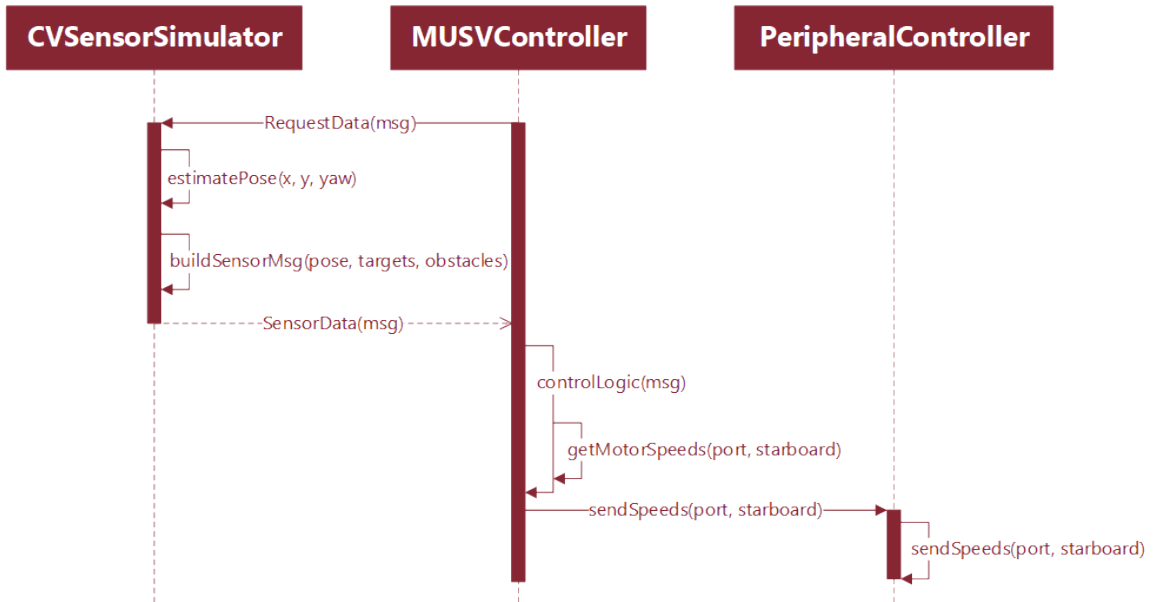 CVSensorSimulator
MUSVController
PeripheralController
RequestData(msg)
estimatePose(x, y, yaw)
buildSensorMsg(pose, targets, obstacles)
SensorData(msg)
controlLogic(msg)
getMotorSpeeds(port, starboard)
sendSpeeds(port, starboard)
sendSpeeds(port, starboard)